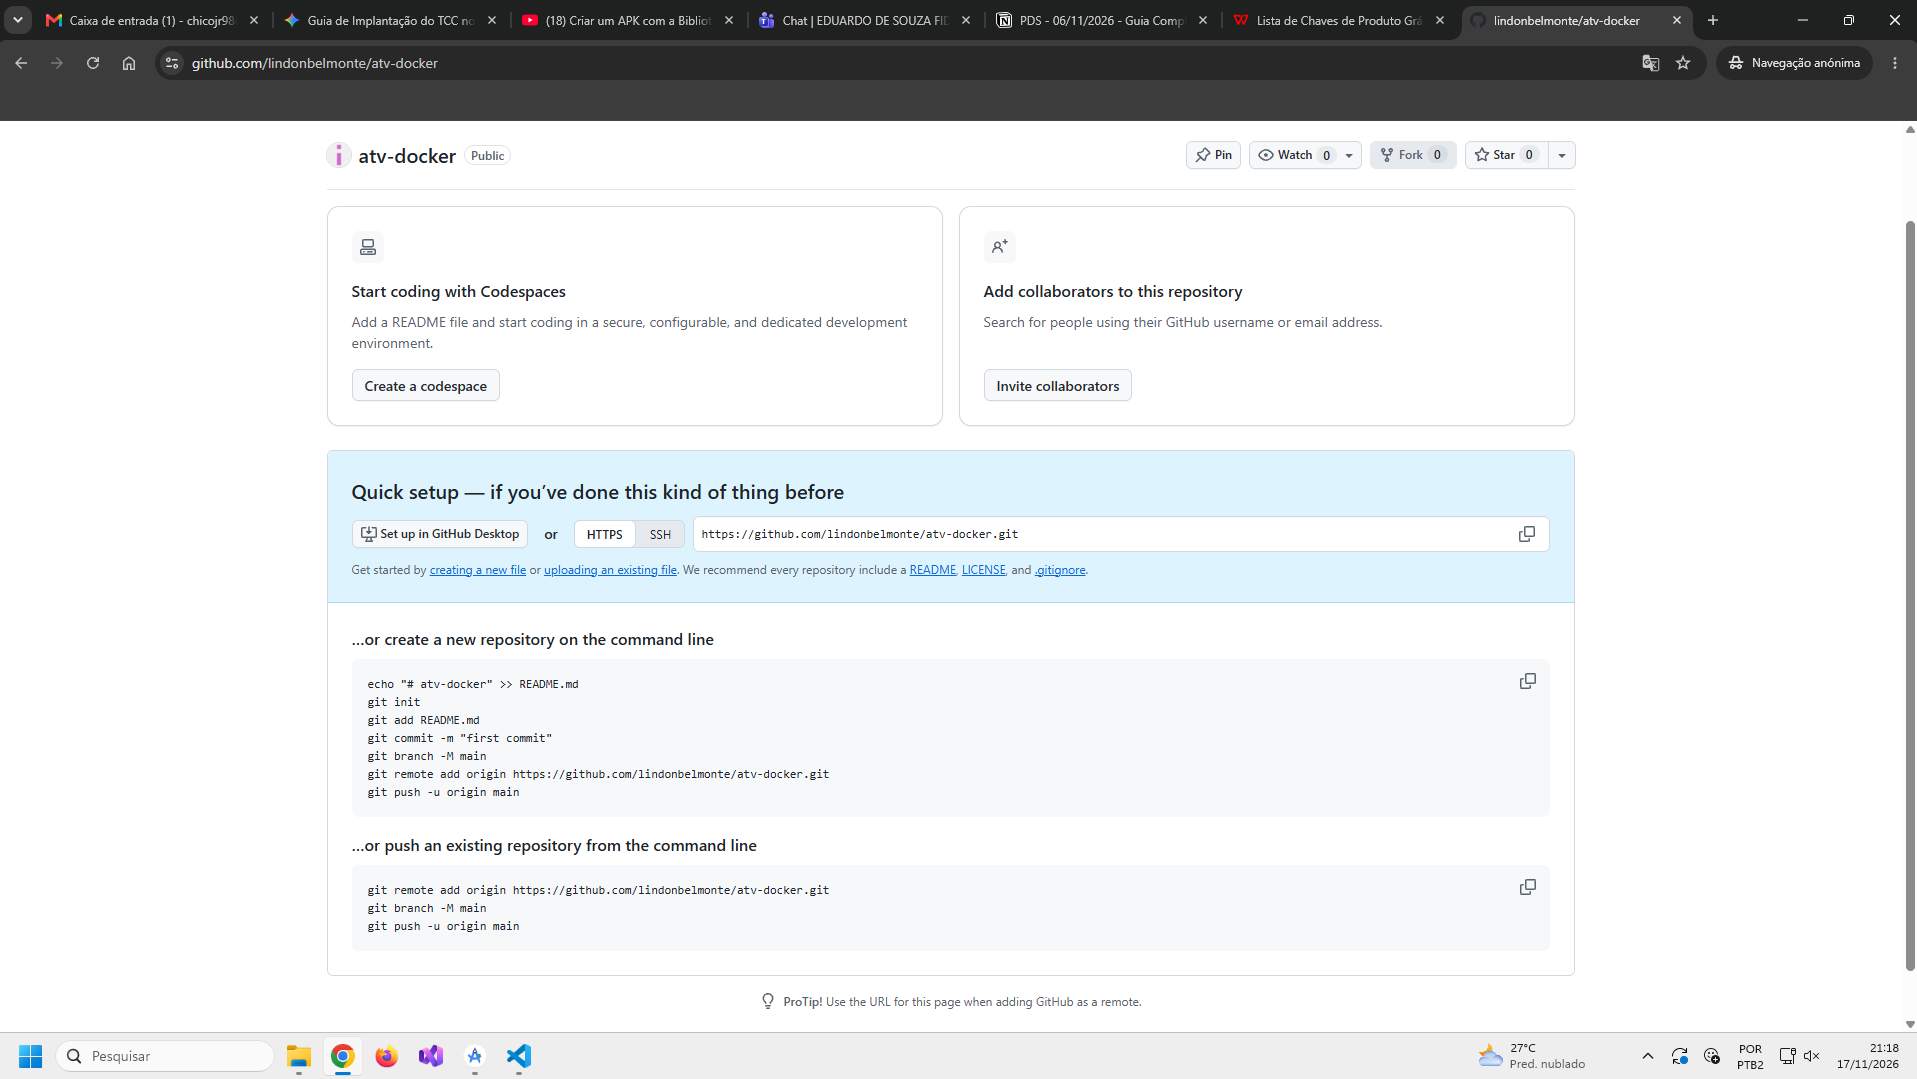 Caixa de entrada (1) - chicojr98
Guia de Implantação do TCC no
(18) Criar um APK com a Bibliot
Chat | EDUARDO DE SOUZA FID
PDS - 06/11/2026 - Guia Compl
Lista de Chaves de Produto Grá
lindonbelmonte/atv-docker
github.com/lindonbelmonte/atv-docker
Navegação anónima
atv-docker
Public
Pin
Watch 0
Fork 0
Star 0
Start coding with Codespaces
Add a README file and start coding in a secure, configurable, and dedicated development
environment.
Create a codespace
Add collaborators to this repository
Search for people using their GitHub username or email address.
Invite collaborators
Quick setup — if you’ve done this kind of thing before
Set up in GitHub Desktop
or
HTTPS
SSH
https://github.com/lindonbelmonte/atv-docker.git
Get started by creating a new file or uploading an existing file. We recommend every repository include a README, LICENSE, and .gitignore.
…or create a new repository on the command line
echo "# atv-docker" >> README.md
git init
git add README.md
git commit -m "first commit"
git branch -M main
git remote add origin https://github.com/lindonbelmonte/atv-docker.git
git push -u origin main
…or push an existing repository from the command line
git remote add origin https://github.com/lindonbelmonte/atv-docker.git
git branch -M main
git push -u origin main
ProTip! Use the URL for this page when adding GitHub as a remote.
Pesquisar
27°C
Pred. nublado
POR
PTB2
21:18
17/11/2026